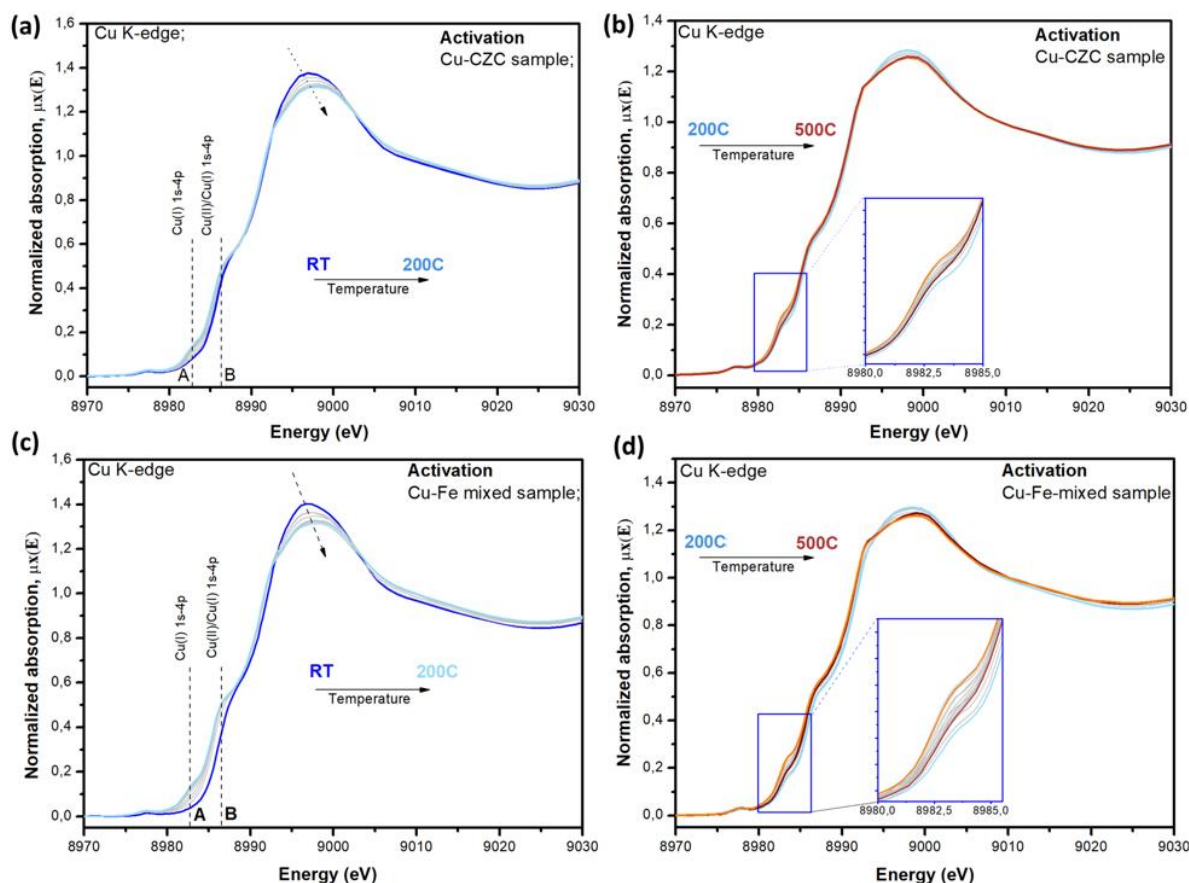 (a)
Cu K-edge;
Activation
Cu-CZC sample;
Cu(I) 1s-4p
Cu(II)/Cu(I) 1s-4p
RT 200C
Temperature
A B
1,6
1,4
1,2
1,0
0,8
0,6
0,4
0,2
0,0
Normalized absorption, μx(E)
8970 8980 8990 9000 9010 9020 9030
Energy (eV)
(b)
Cu K-edge
Activation
Cu-CZC sample
200C 500C
Temperature
8980,0 8982,5 8985,0
1,4
1,2
1,0
0,8
0,6
0,4
0,2
0,0
Normalized absorption, μx(E)
8970 8980 8990 9000 9010 9020 9030
Energy (eV)
(c)
Cu K-edge
Activation
Cu-Fe mixed sample;
Cu(I) 1s-4p
Cu(II)/Cu(I) 1s-4p
RT 200C
Temperature
A B
1,6
1,4
1,2
1,0
0,8
0,6
0,4
0,2
0,0
Normalized absorption, μx(E)
8970 8980 8990 9000 9010 9020 9030
Energy (eV)
(d)
Cu K-edge
Activation
Cu-Fe-mixed sample
200C 500C
Temperature
8980,0 8982,5 8985,0
1,4
1,2
1,0
0,8
0,6
0,4
0,2
0,0
Normalized absorption, μx(E)
8970 8980 8990 9000 9010 9020 9030
Energy (eV)